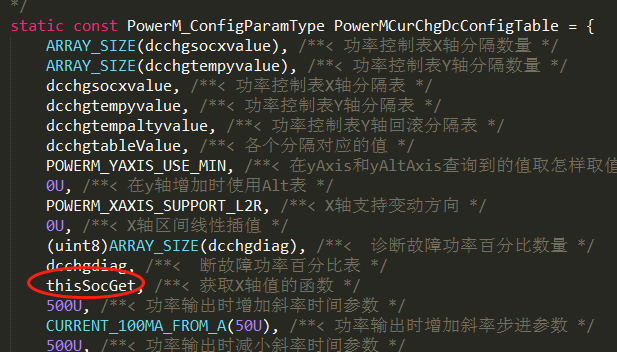 */
static const PowerM_ConfigParamType PowerMCurChgDcConfigTable = {
ARRAY_SIZE(dcchgsocxvalue), /**< 功率控制表X轴分隔数量 */
ARRAY_SIZE(dcchgtempyvalue), /**< 功率控制表Y轴分隔数量 */
dcchgsocxvalue, /**< 功率控制表X轴分隔表 */
dcchgtempyvalue, /**< 功率控制表Y轴分隔表 */
dcchgtempaltyvalue, /**< 功率控制表Y轴回滚分隔表 */
dcchgtableValue, /**< 各个分隔对应的值 */
POWERM_YAXIS_USE_MIN, /**< 在yAxis和yAltAxis查询到的值取怎样取值
0U, /**< 在y轴增加时使用Alt表 */
POWERM_XAXIS_SUPPORT_L2R, /**< X轴支持变动方向 */
0U, /**< X轴区间线性插值 */
(uint8)ARRAY_SIZE(dcchgdiag), /**< 诊断故障功率百分比数量 */
dcchgdiag, /**< 断故障功率百分比表 */
thisSocGet, /**< 获取X轴值的函数 */
500U, /**< 功率输出时增加斜率时间参数 */
CURRENT_100MA_FROM_A(50U), /**< 功率输出时增加斜率步进参数 */
500U, /**< 功率输出时减小斜率时间参数 */